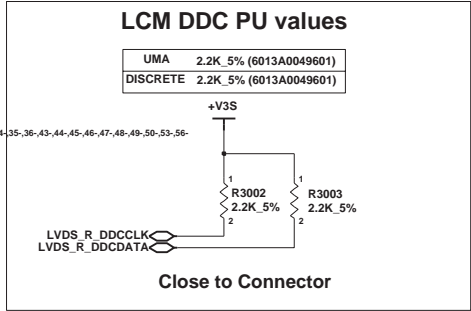 LCM DDC PU values
UMA 2.2K_5% (6013A0049601)
DISCRETE 2.2K_5% (6013A0049601)
+V3S
4-,35-,36-,43-,44-,45-,46-,47-,48-,49-,50-,53-,56-
1 1
R3002 R3003
2.2K_5% 2.2K_5%
2 2
LVDS_R_DDCCLK
LVDS_R_DDCDATA
Close to Connector